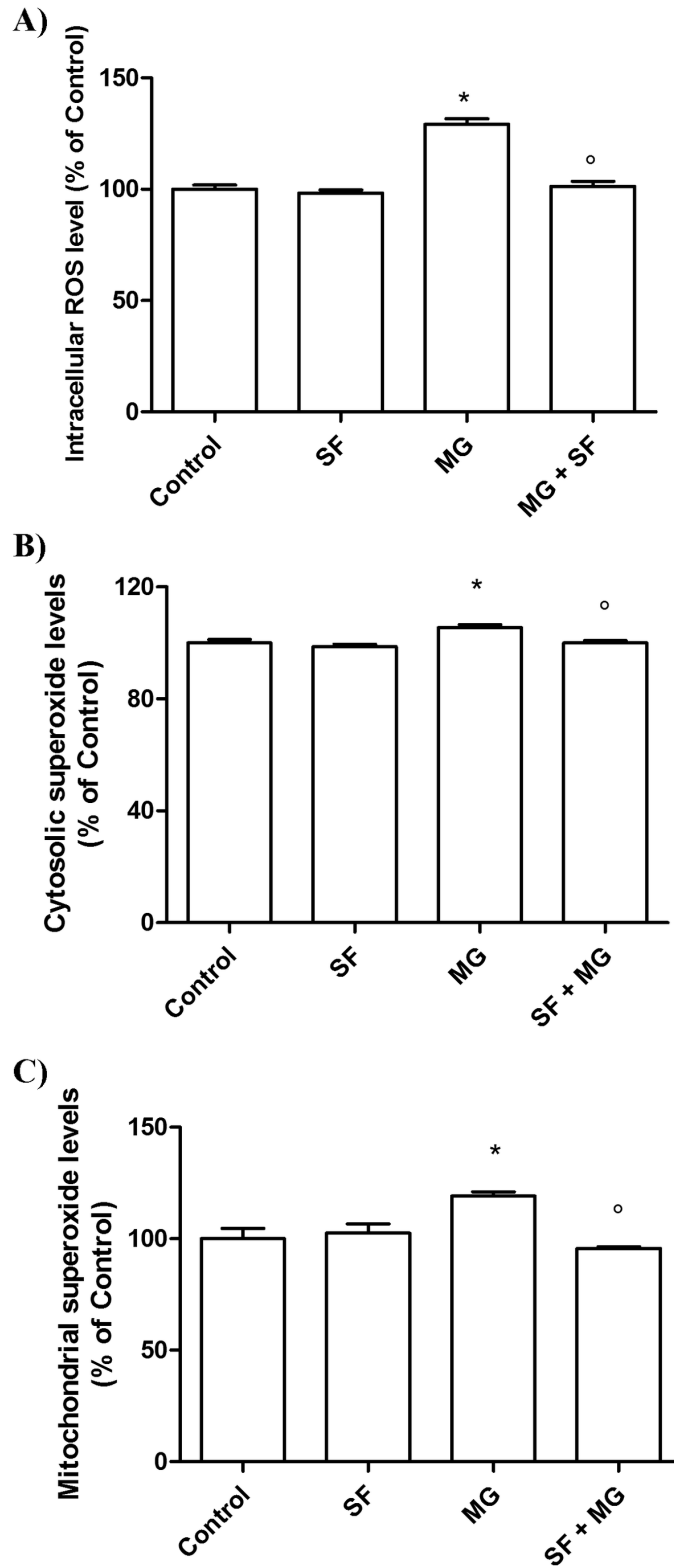 A)
Intracellular ROS level (% of Control)
150
100
50
0
*
°
Control
SF
MG
MG + SF
B)
Cytosolic superoxide levels
(% of Control)
120
80
40
0
*
°
Control
SF
MG
SF + MG
C)
Mitochondrial superoxide levels
(% of Control)
150
100
50
0
*
°
Control
SF
MG
SF + MG